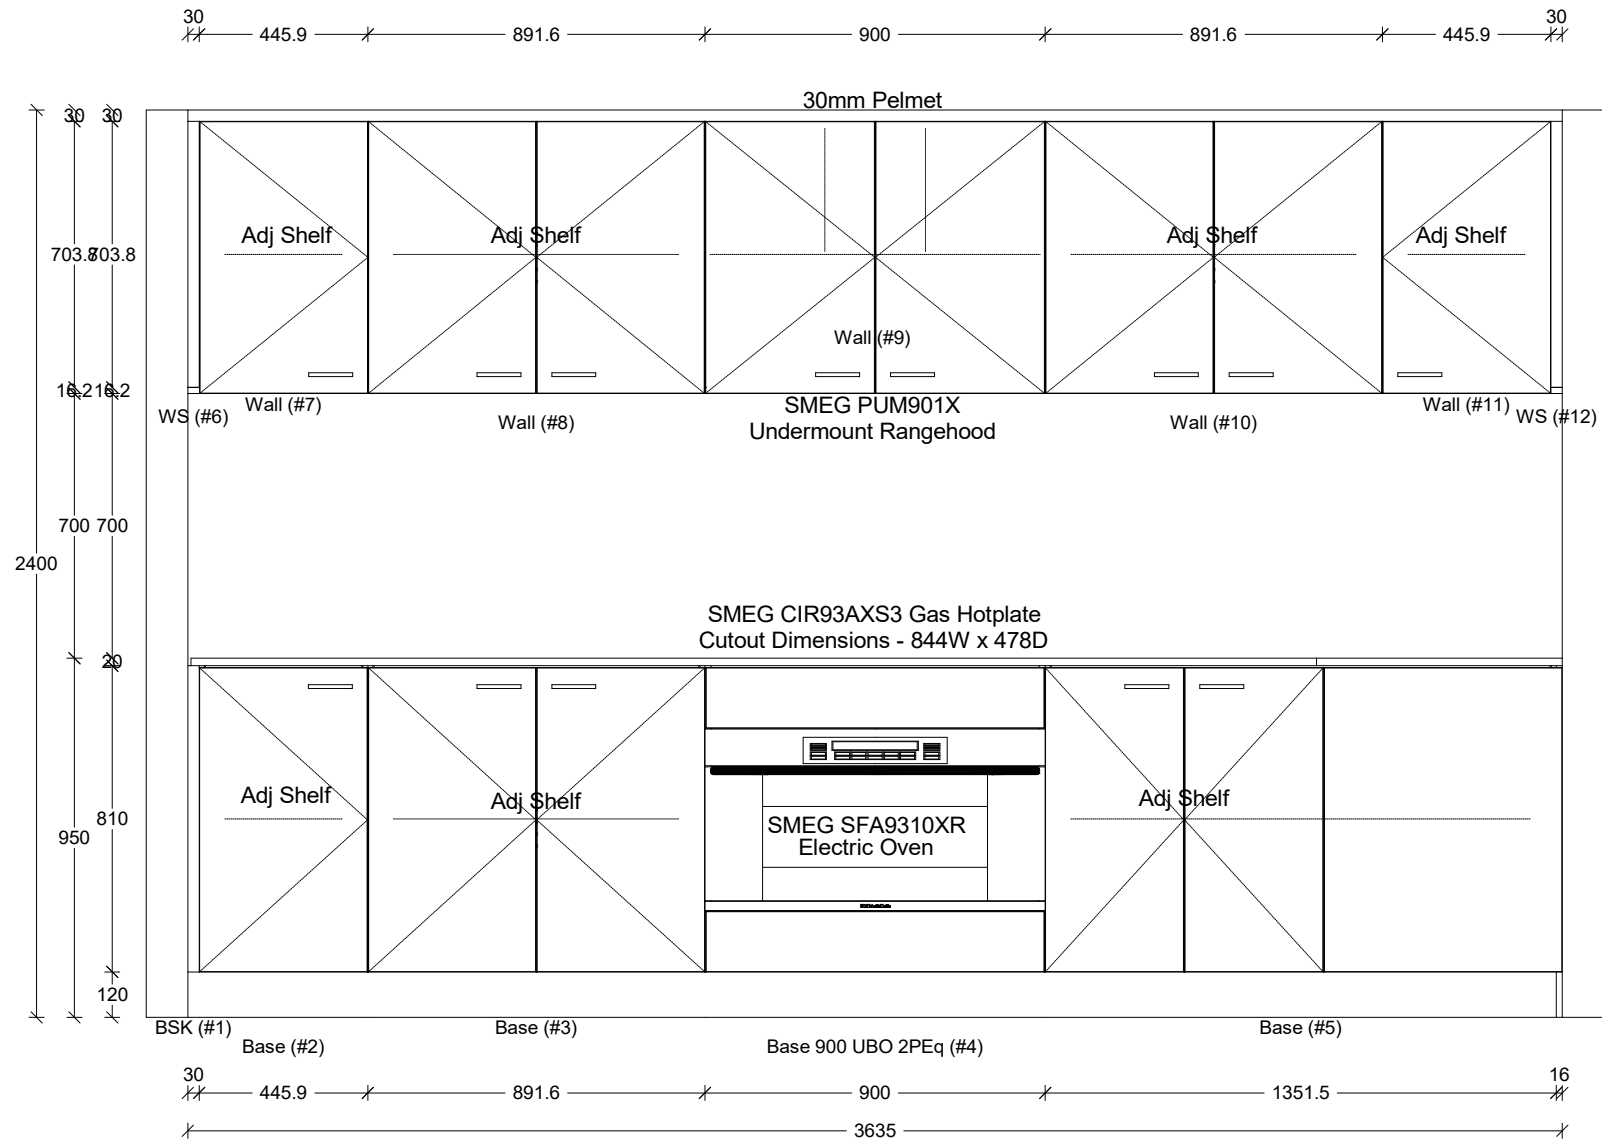 30 30
445.9 891.6 900 891.6 445.9
30mm Pelmet
30 30
Adj Shelf Adj Shelf Adj Shelf Adj Shelf
703.8 703.8
Wall (#9)
16.2 16.2
WS (#6) Wall (#7) Wall (#8)
SMEG PUM901X
Undermount Rangehood
Wall (#10) Wall (#11) WS (#12)
700 700
2400
SMEG CIR93AXS3 Gas Hotplate
Cutout Dimensions - 844W x 478D
20
Adj Shelf Adj Shelf Adj Shelf
950 810
SMEG SFA9310XR
Electric Oven
120
BSK (#1) Base (#3) Base (#5)
Base (#2) Base 900 UBO 2PEq (#4)
30 16
445.9 891.6 900 1351.5
3635